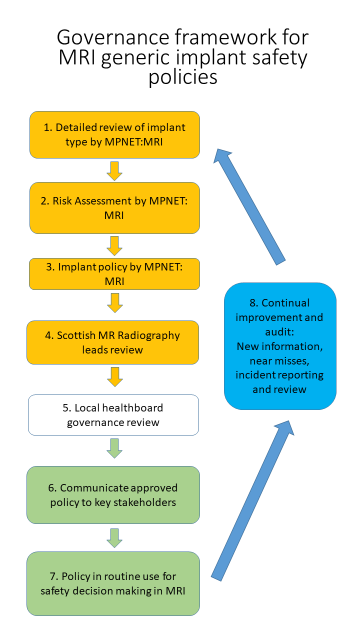 Governance framework for
MRI generic implant safety
policies
1. Detailed review of implant
type by MPNET:MRI
2. Risk Assessment by MPNET:
MRI
3. Implant policy by MPNET:
MRI
4. Scottish MR Radiography
leads review
5. Local healthboard
governance review
6. Communicate approved
policy to key stakeholders
7. Policy in routine use for
safety decision making in MRI
8. Continual
improvement and
audit:
New information,
near misses,
incident reporting
and review